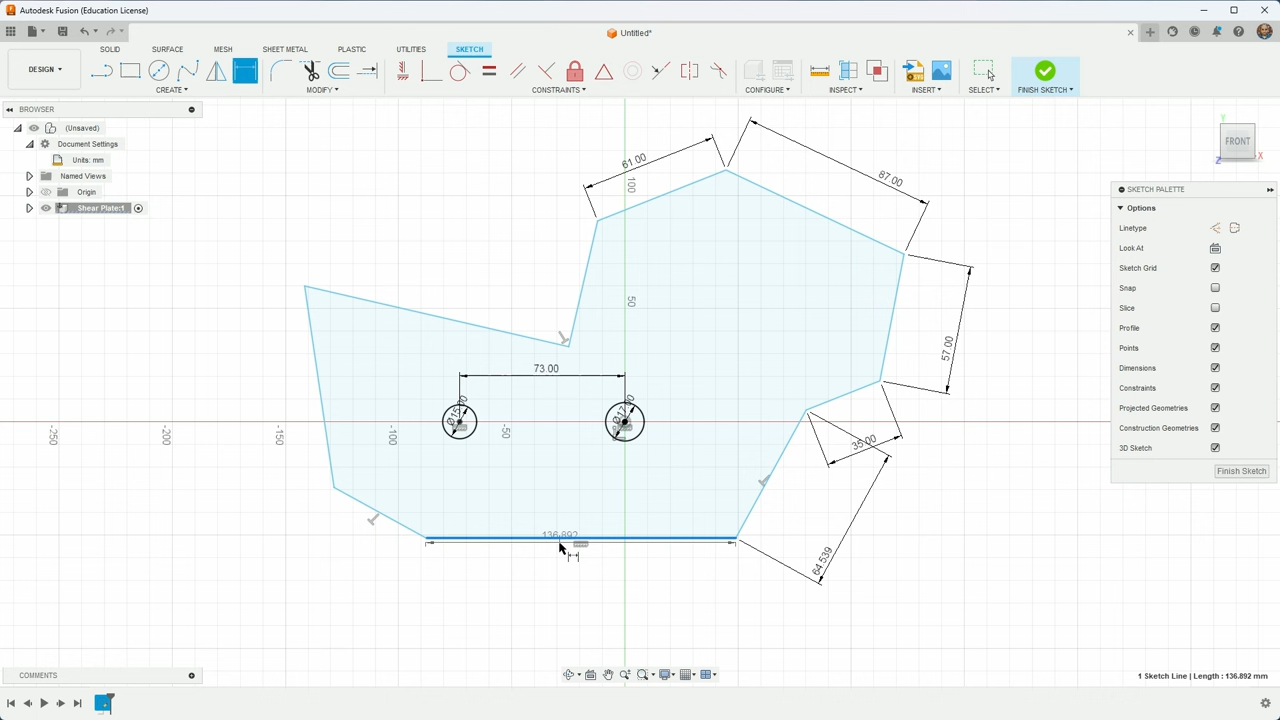 Autodesk Fusion (Education License)
Untitled*
SOLID SURFACE MESH SHEET METAL PLASTIC UTILITIES SKETCH
DESIGN
CREATE MODIFY CONSTRAINTS CONFIGURE INSPECT INSERT SELECT FINISH SKETCH
BROWSER
(Unsaved)
Document Settings
Units: mm
Named Views
Origin
Shear Plate:1
Y
FRONT
X
Z
SKETCH PALETTE
Options
Linetype
Look At
Sketch Grid
Snap
Slice
Profile
Points
Dimensions
Constraints
Projected Geometries
Construction Geometries
3D Sketch
Finish Sketch
61.00
87.00
100
50
57.00
73.00
-250
-150
-100
-50
35.00
136.892
64.539
COMMENTS
1 Sketch Line | Length : 136.892 mm